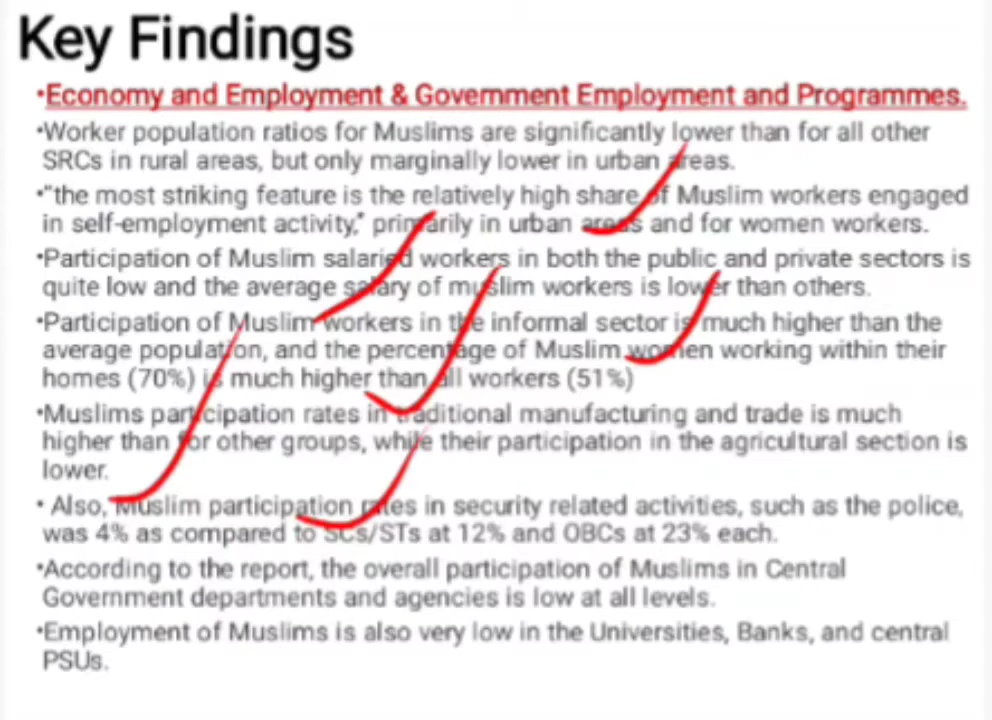 Key Findings
•Economy and Employment & Government Employment and Programmes.
•Worker population ratios for Muslims are significantly lower than for all other
SRCs in rural areas, but only marginally lower in urban areas.
•"the most striking feature is the relatively high share of Muslim workers engaged
in self-employment activity," primarily in urban areas and for women workers.
•Participation of Muslim salaried workers in both the public and private sectors is
quite low and the average salary of muslim workers is lower than others.
•Participation of Muslim workers in the informal sector is much higher than the
average population, and the percentage of Muslim women working within their
homes (70%) is much higher than all workers (51%)
•Muslims participation rates in traditional manufacturing and trade is much
higher than for other groups, while their participation in the agricultural section is
lower.
• Also, Muslim participation rates in security related activities, such as the police,
was 4% as compared to SCs/STs at 12% and OBCs at 23% each.
•According to the report, the overall participation of Muslims in Central
Government departments and agencies is low at all levels.
•Employment of Muslims is also very low in the Universities, Banks, and central
PSUs.